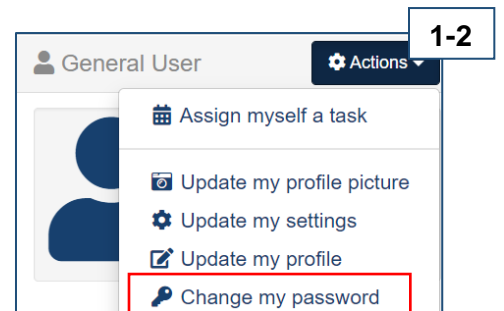 1-2
General User
Actions
Assign myself a task
Update my profile picture
Update my settings
Update my profile
Change my password